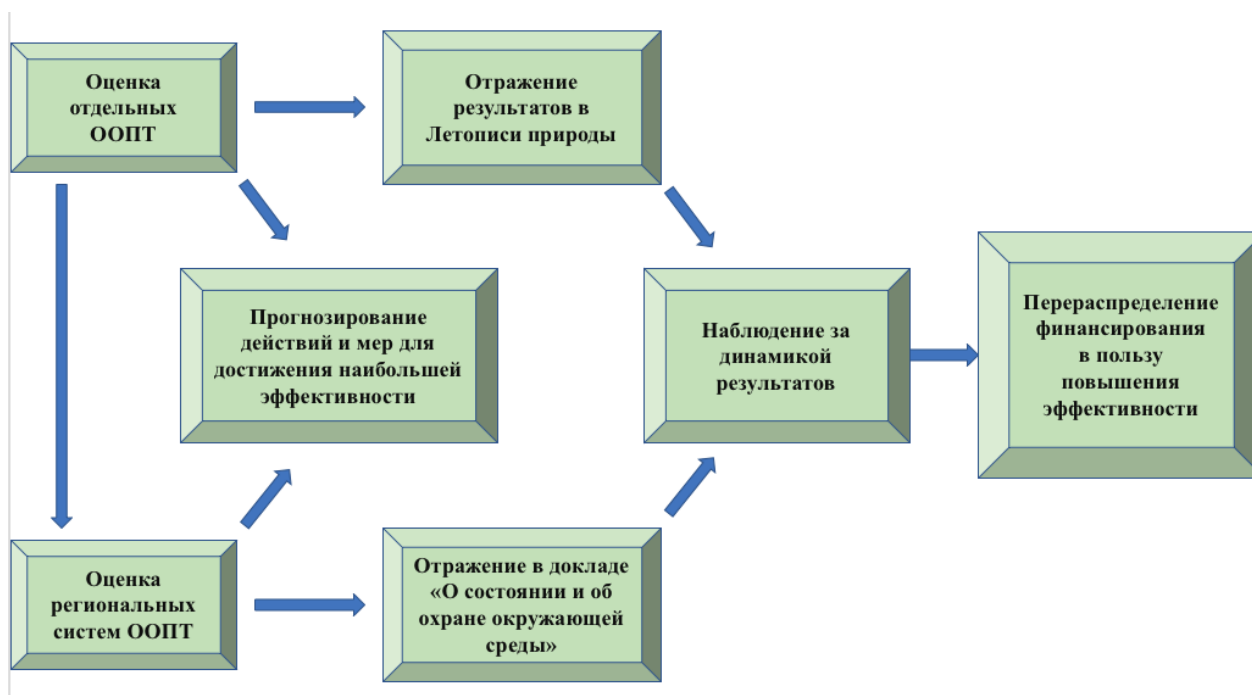 Оценка
отдельных
ООПТ
Отражение
результатов в
Летописи природы
Прогнозирование
действий и мер для
достижения наибольшей
эффективности
Наблюдение за
динамикой
результатов
Перераспределение
финансирования
в пользу
повышения
эффективности
Оценка
региональных
систем ООПТ
Отражение в докладе
«О состоянии и об
охране окружающей
среды»